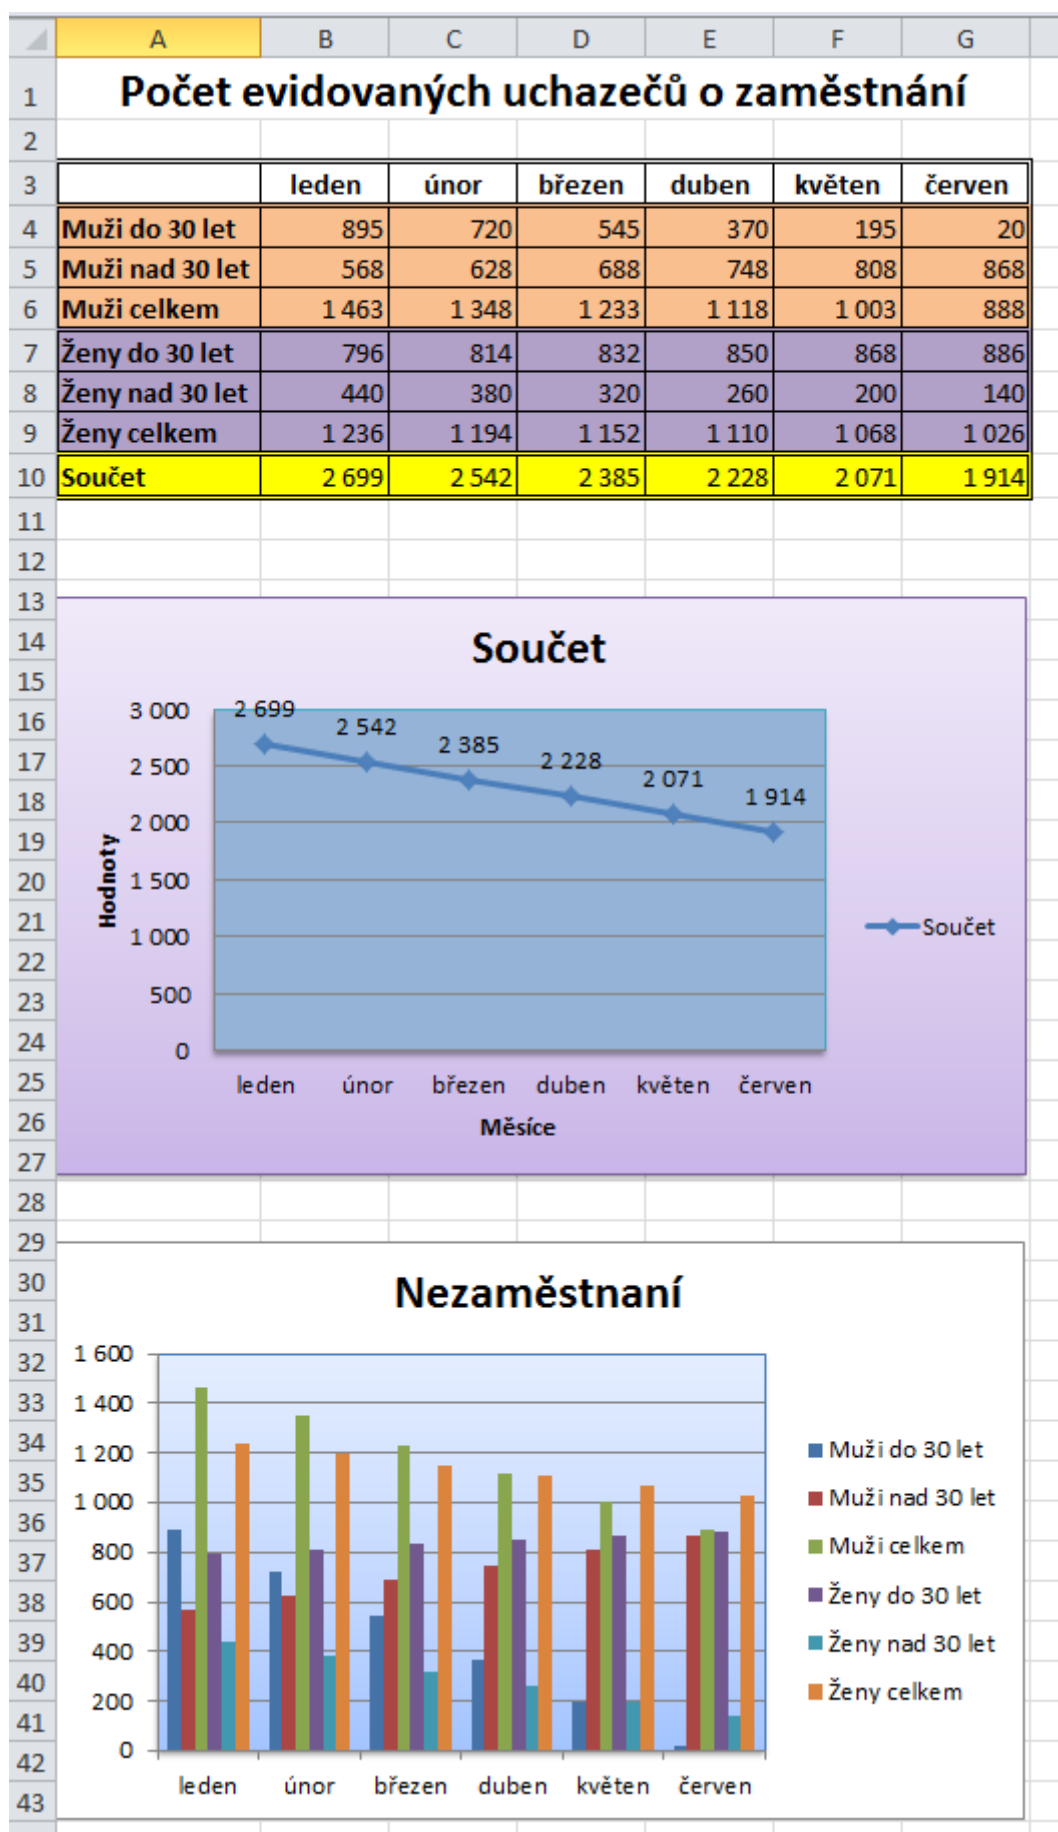 A B C D E F G
1 Počet evidovaných uchazečů o zaměstnání
2
3 leden únor březen duben květen červen
4 Muži do 30 let 895 720 545 370 195 20
5 Muži nad 30 let 568 628 688 748 808 868
6 Muži celkem 1 463 1 348 1 233 1 118 1 003 888
7 Ženy do 30 let 796 814 832 850 868 886
8 Ženy nad 30 let 440 380 320 260 200 140
9 Ženy celkem 1 236 1 194 1 152 1 110 1 068 1 026
10 Součet 2 699 2 542 2 385 2 228 2 071 1 914
11
12
13
14
15
16
17
18
19
20
21
22
23
24
25
26
27
28
29
30
31
32
33
34
35
36
37
38
39
40
41
42
43
Součet
3 000
2 500
2 000
1 500
1 000
500
0
Hodnoty
2 699
2 542
2 385
2 228
2 071
1 914
Součet
leden únor březen duben květen červen
Měsíce
Nezaměstnaní
1 600
1 400
1 200
1 000
800
600
400
200
0
leden únor březen duben květen červen
Muži do 30 let
Muži nad 30 let
Muži celkem
Ženy do 30 let
Ženy nad 30 let
Ženy celkem